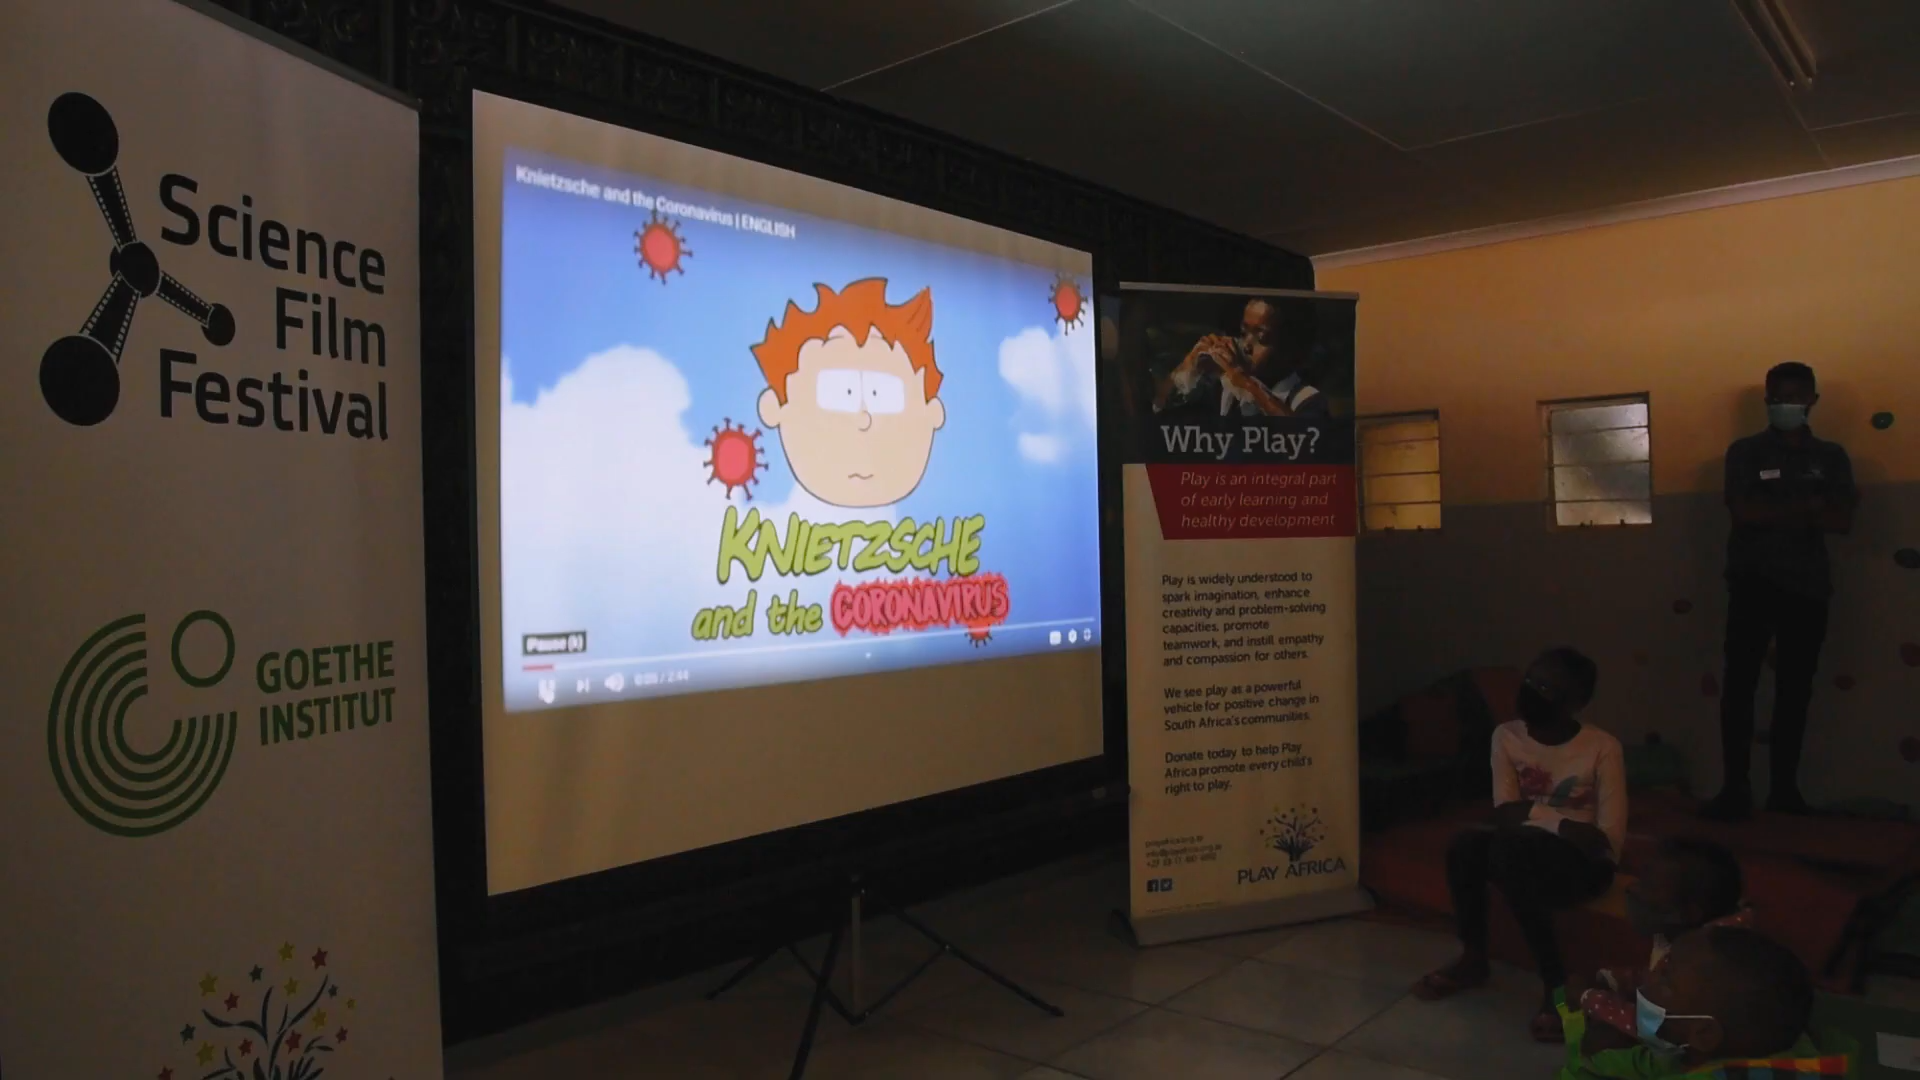 Science
Film
Festival
GOETHE
INSTITUT
Knietzsche and the Coronavirus | ENGLISH
KNIETZSCHE
and the CORONAVIRUS
Pause (k)
Why Play?
Play is an integral part
of early learning and
healthy development
Play is widely understood to
spark imagination, enhance
creativity and problem-solving
capacities, promote
teamwork, and instill empathy
and compassion for others.
We see play as a powerful
vehicle for positive change in
South Africa's communities.
Donate today to help Play
Africa promote every child's
right to play.
PLAY AFRICA